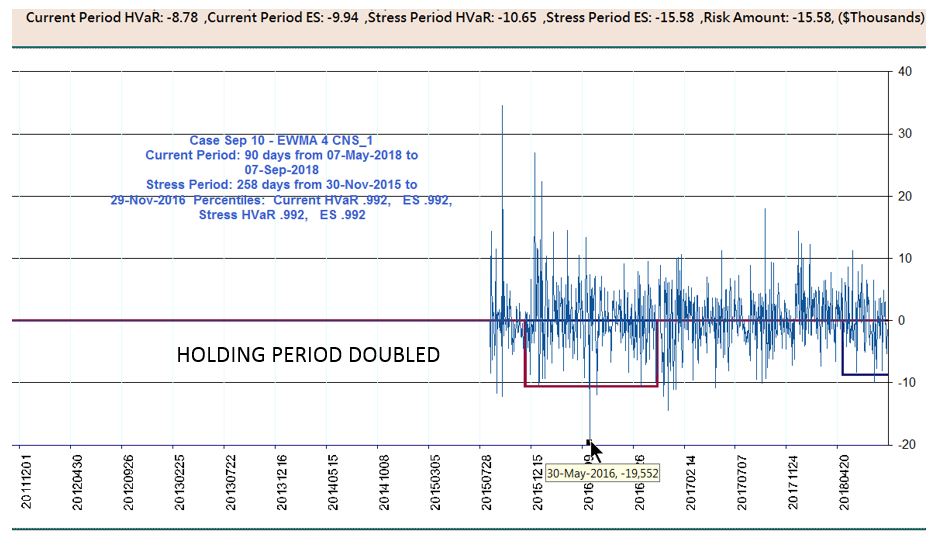 Current Period HVaR: -8.78 ,Current Period ES: -9.94 ,Stress Period HVaR: -10.65 ,Stress Period ES: -15.58 ,Risk Amount: -15.58, ($Thousands)
40
30
Case Sep 10 - EWMA 4 CNS_1
Current Period: 90 days from 07-May-2018 to
07-Sep-2018
Stress Period: 258 days from 30-Nov-2015 to
29-Nov-2016 Percentiles: Current HVaR .992, ES .992,
Stress HVaR .992, ES .992
20
10
0
HOLDING PERIOD DOUBLED
-10
-20
30-May-2016, -19,552
20111201
20120430
20120926
20130225
20130722
20131216
20140515
20141008
20150305
20150728
20151215
20170214
20170707
20171124
20180420